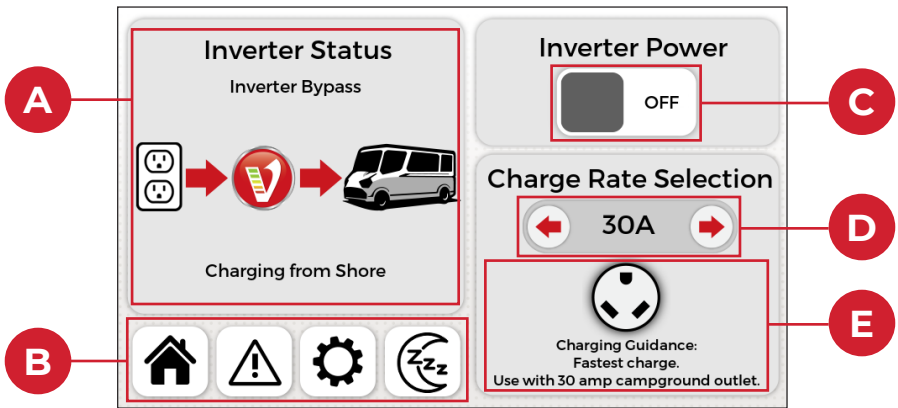 A
Inverter Status
Inverter Bypass
Charging from Shore
B
Zzz
Inverter Power
OFF
C
Charge Rate Selection
30A
D
Charging Guidance:
Fastest charge.
Use with 30 amp campground outlet.
E